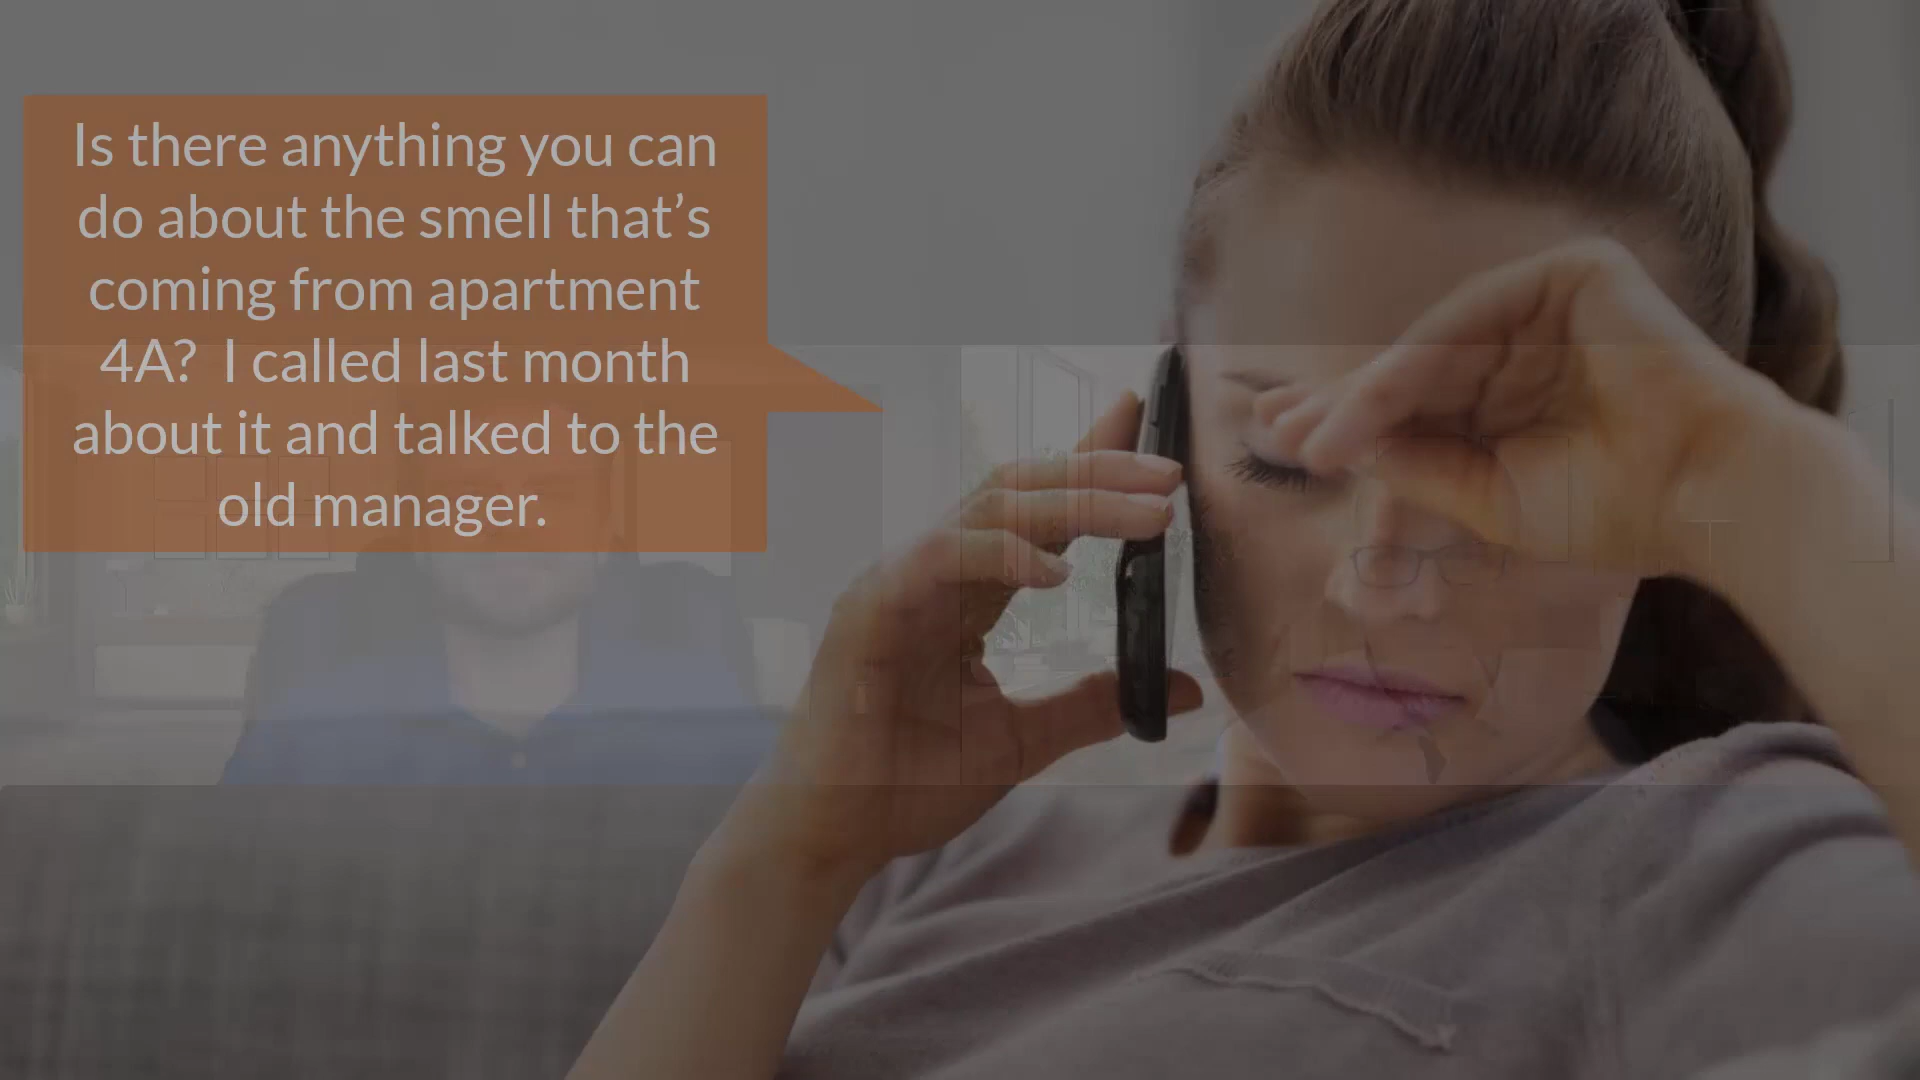 Is there anything you can
do about the smell that’s
coming from apartment
4A?  I called last month
about it and talked to the
old manager.